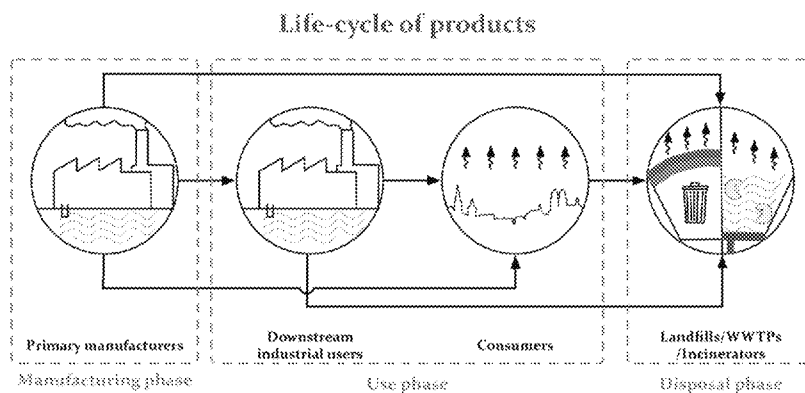 Life-cycle of products
Primary manufacturers
Downstream
industrial users
Consumers
Landfills/WWTPs
/Incinerators
Manufacturing phase
Use phase
Disposal phase